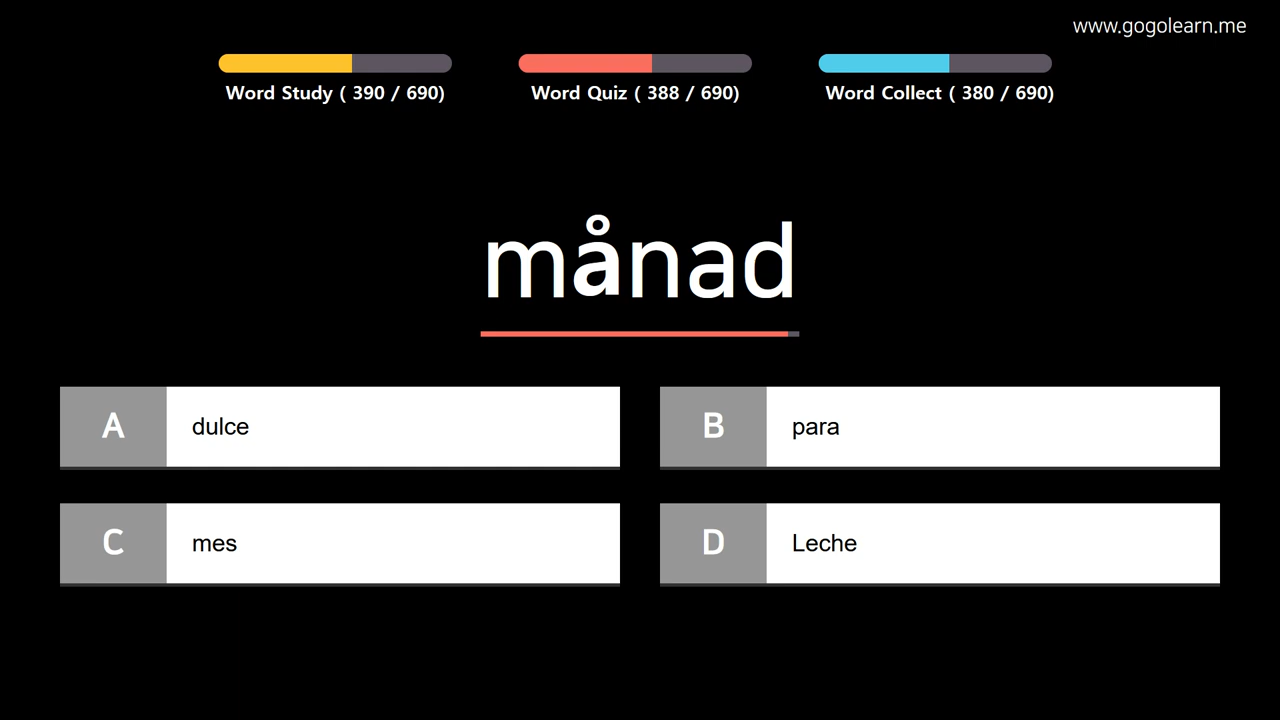 www.gogolearn.me
Word Study ( 390 / 690)
Word Quiz ( 388 / 690)
Word Collect ( 380 / 690)
månad
A dulce
B para
C mes
D Leche